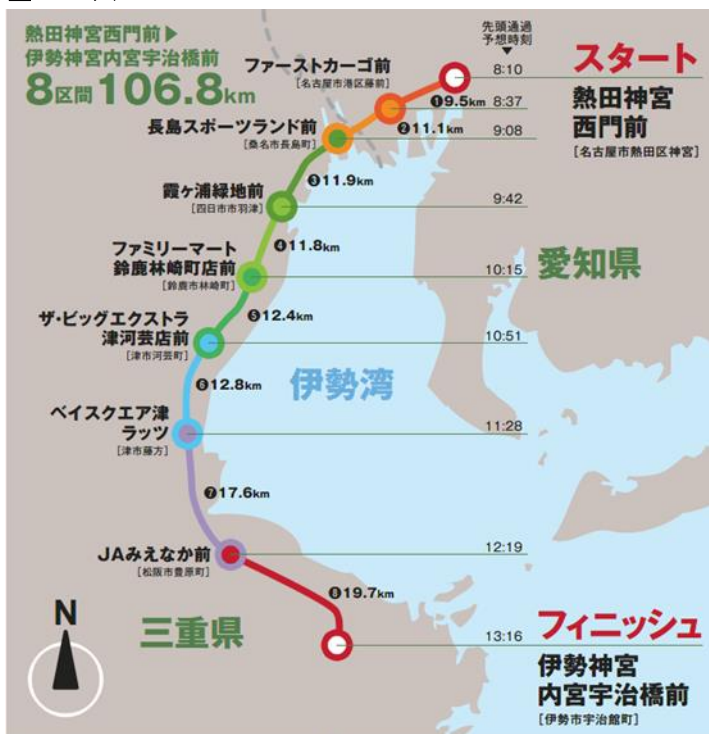 熱田神宮西門前▶
伊勢神宮内宮宇治橋前
8区間106.8km
先頭通過
予想時刻
▼
スタート
熱田神宮
西門前
[名古屋市熱田区神宮]
8:10
ファーストカーゴ前
[名古屋市港区藤前]
❶9.5km
8:37
長島スポーツランド前
[桑名市長島町]
❷11.1km
9:08
❸11.9km
霞ヶ浦緑地前
[四日市市羽津]
9:42
❹11.8km
ファミリーマート
鈴鹿林崎町店前
[鈴鹿市林崎町]
10:15
愛知県
❺12.4km
ザ・ビッグエクストラ
津河芸店前
[津市河芸町]
10:51
❻12.8km
伊勢湾
ベイスクエア津
ラッツ
[津市藤方]
11:28
❼17.6km
JAみえなか前
[松阪市豊原町]
12:19
❽19.7km
三重県
N
13:16
フィニッシュ
伊勢神宮
内宮宇治橋前
[伊勢市宇治館町]